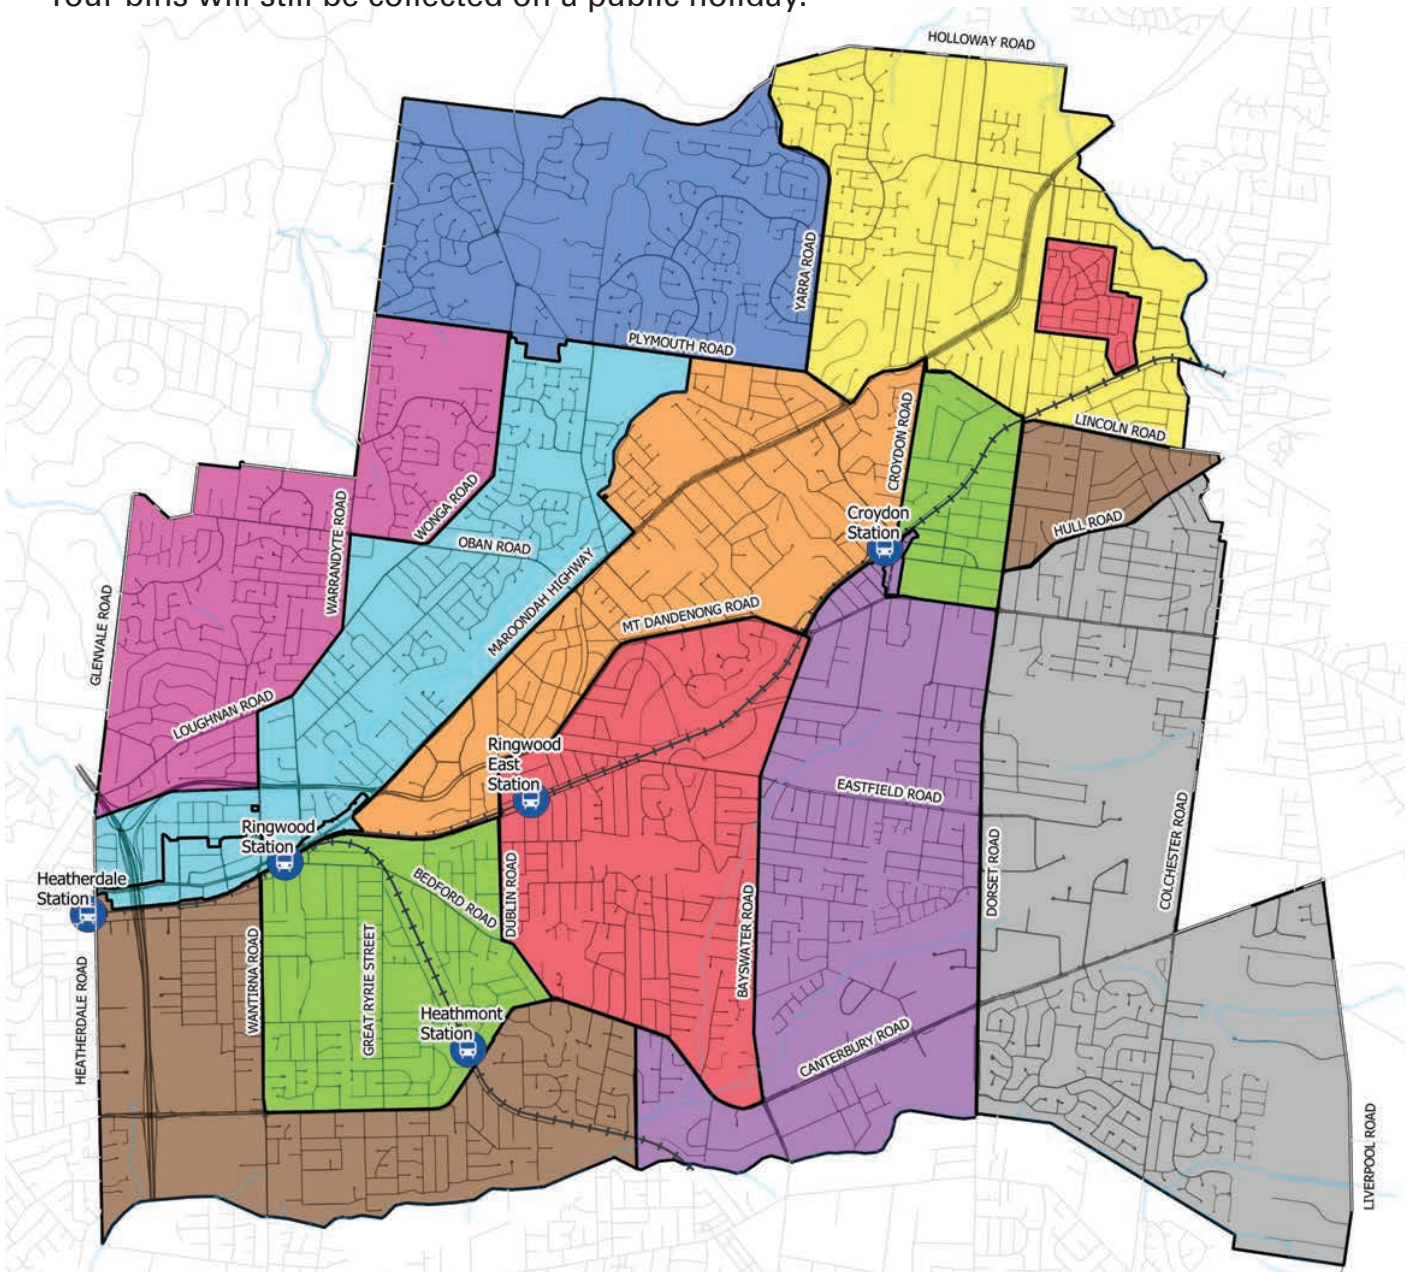 Your bins will still be collected on a public holiday.
HOLLOWAY ROAD
YARRA ROAD
PLYMOUTH ROAD
CROYDON ROAD
LINCOLN ROAD
WONGA ROAD
WARRANDYTE ROAD
OBAN ROAD
Croydon
Station
HULL ROAD
MAROONDAH HIGHWAY
GLENVALE ROAD
MT DANDENONG ROAD
LOUGHNAN ROAD
Ringwood
East
Station
EASTFIELD ROAD
Ringwood
Station
COLCHESTER ROAD
DORSET ROAD
Heatherdale
Station
BEDFORD ROAD
DUBLIN ROAD
BAYSWATER ROAD
WANTIRNA ROAD
GREAT RYRIE STREET
HEATHERDALE ROAD
Heathmont
Station
CANTERBURY ROAD
LIVERPOOL ROAD